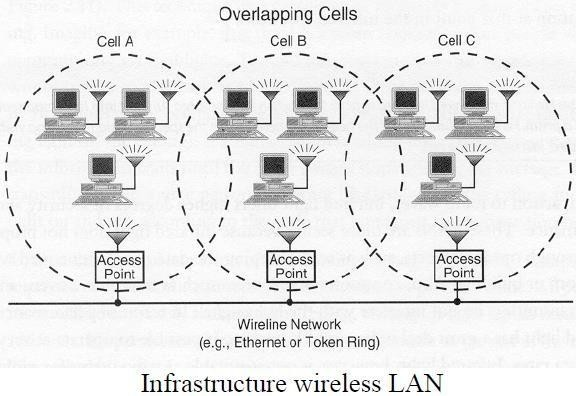 Overlapping Cells
Cell A
Cell B
Cell C
Access
Point
Access
Point
Access
Point
Wireline Network
(e.g., Ethernet or Token Ring)
Infrastructure wireless LAN